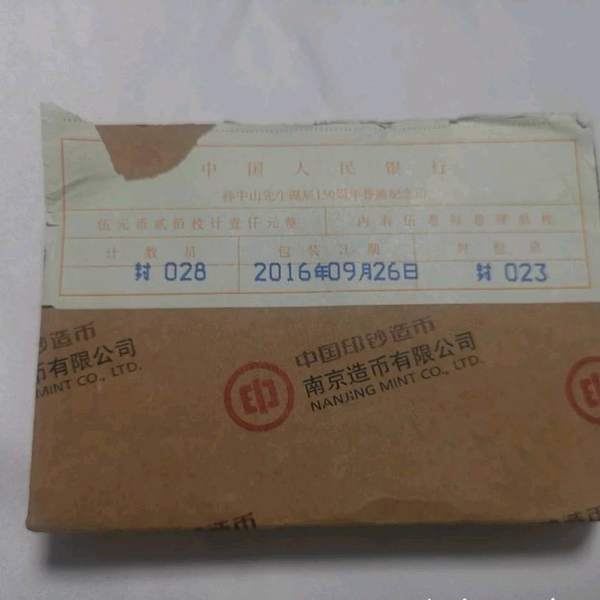 中国人民银行
孙中山先生诞辰150周年普通纪念币
伍元币贰佰枚计壹仟元整 内有伍卷每卷肆拾枚
计数员 包装日期 封包员
封 028 2016年09月26日 封 023
中国印钞造币
南京造币有限公司
NANJING MINT CO., LTD.
钞造币
币有限公司
MINT CO., LTD.